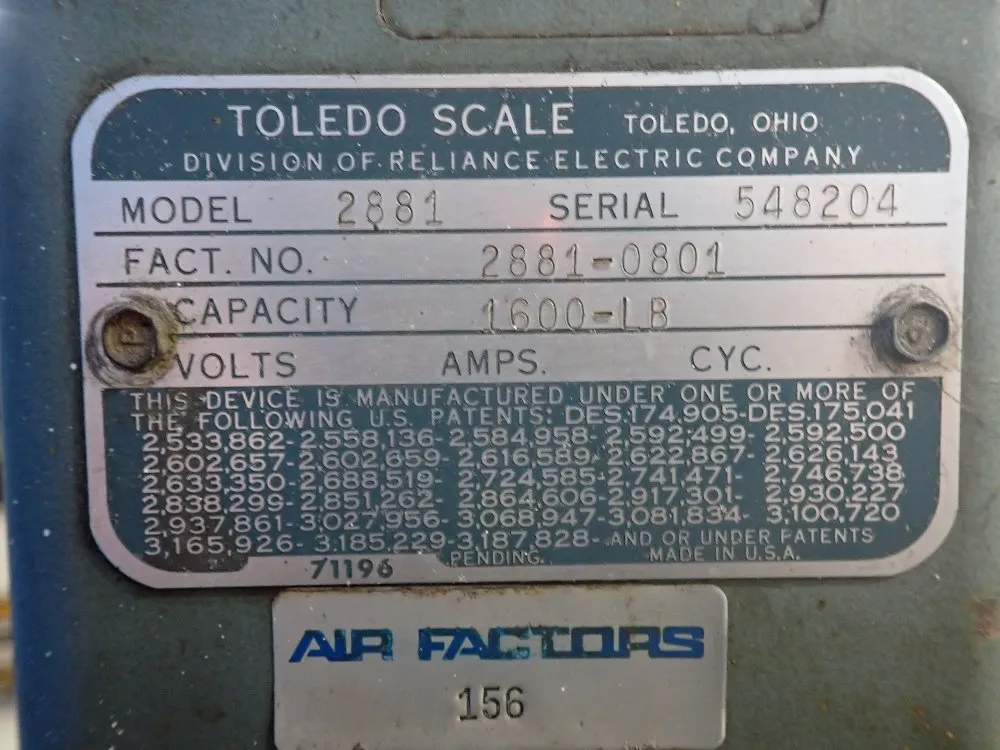 TOLEDO SCALE TOLEDO, OHIO
DIVISION OF RELIANCE ELECTRIC COMPANY
MODEL 2881 SERIAL 548204
FACT. NO. 2881-0801
CAPACITY 1600-LB
VOLTS AMPS. CYC.
THIS DEVICE IS MANUFACTURED UNDER ONE OR MORE OF
THE FOLLOWING U.S. PATENTS: DES.174,905-DES.175,041
2,533,862-2,558,136-2,584,958-2,592,499-2,592,500
2,602,657-2,602,659-2,616,589-2,622,867-2,626,143
2,633,350-2,688,519-2,724,585-2,741,471-2,746,738
2,838,299-2,851,262-2,864,606-2,917,301-2,930,227
2,937,861-3,027,956-3,068,947-3,081,834-3,100,720
3,165,926-3,185,229-3,187,828-AND OR UNDER PATENTS
71196 PENDING. MADE IN U.S.A.
AIR FACTORS
156